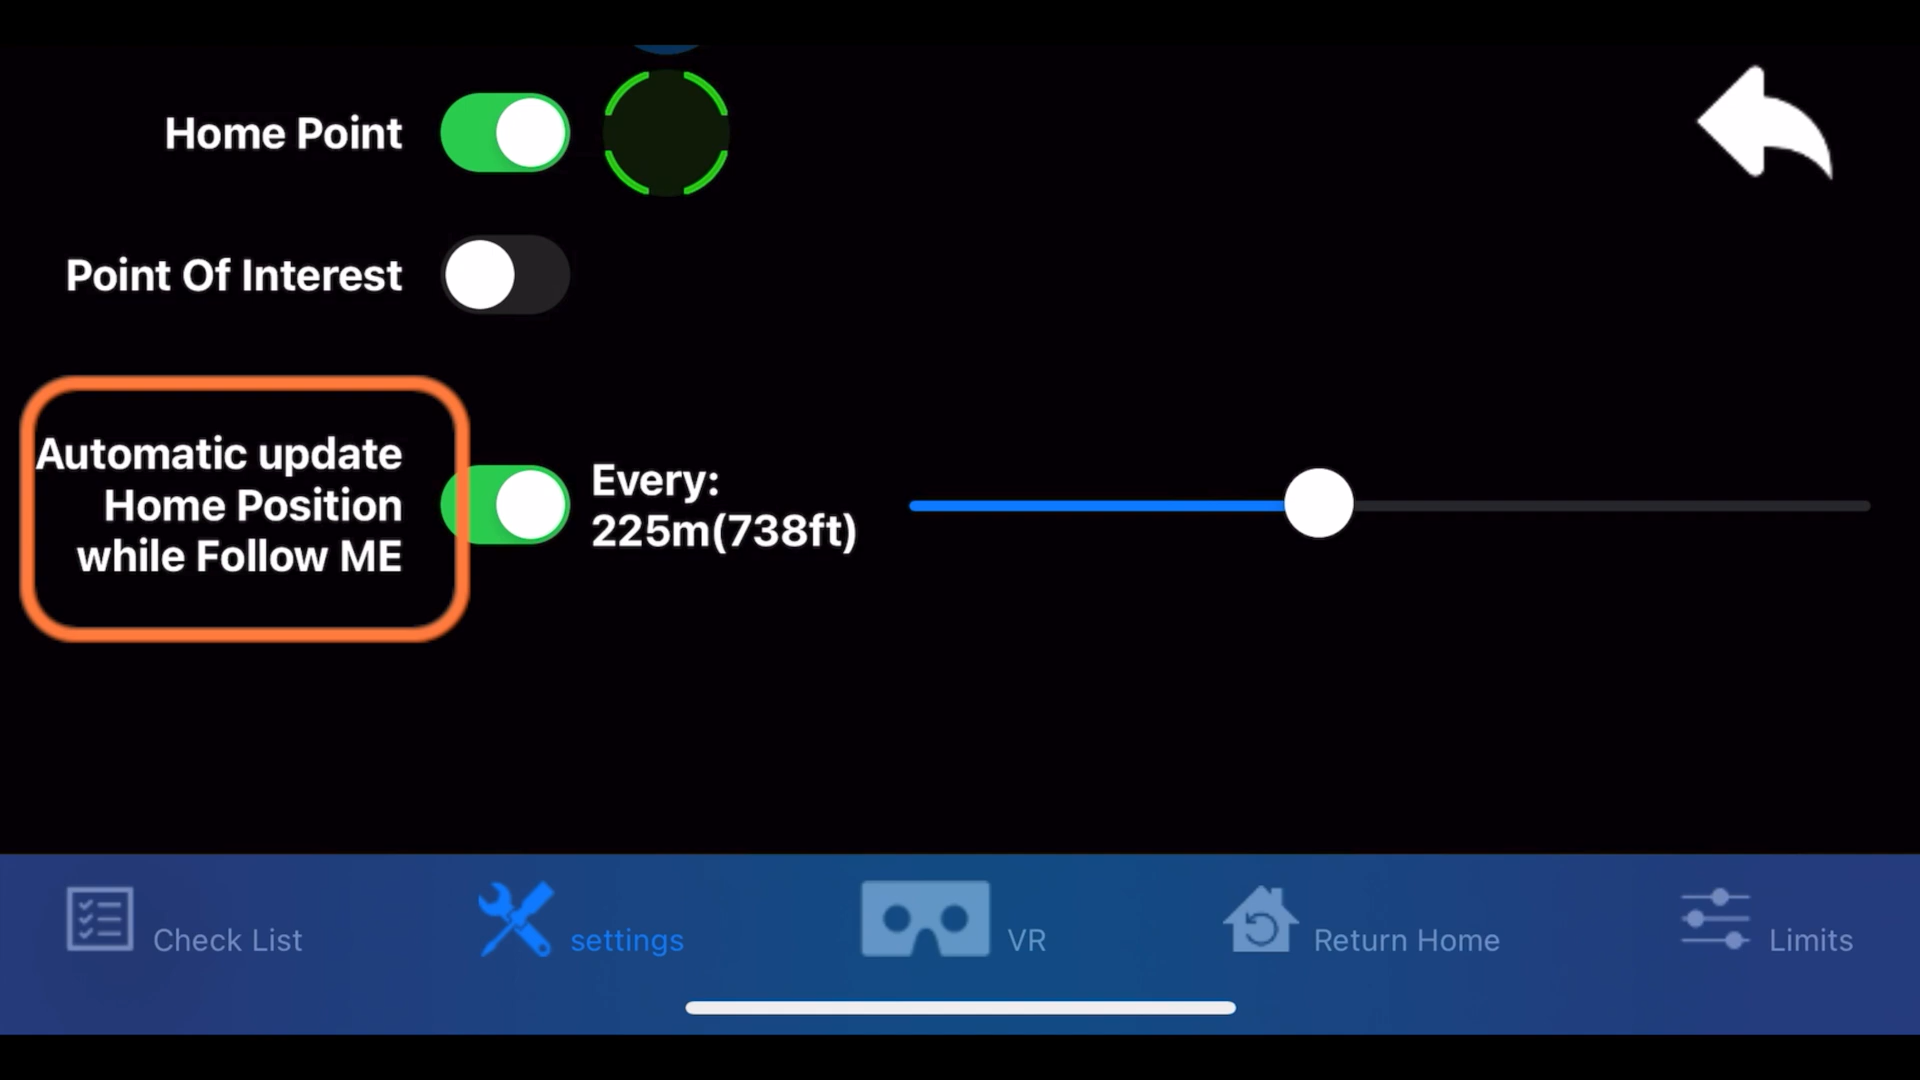 Home Point
Point Of Interest
Automatic update
Home Position
while Follow ME
Every:
225m(738ft)
Check List
settings
VR
Return Home
Limits